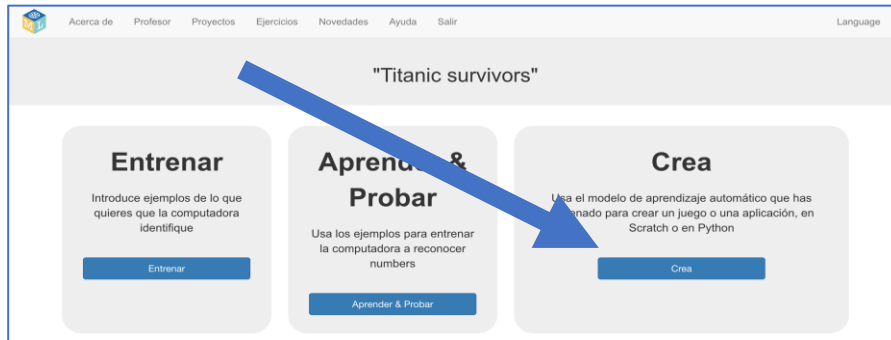 Acerca de Profesor Proyectos Ejercicios Novedades Ayuda Salir Language
"Titanic survivors"
Entrenar
Introduce ejemplos de lo que
quieres que la computadora
identifique
Entrenar
Aprender &
Probar
Usa los ejemplos para entrenar
la computadora a reconocer
numbers
Aprender & Probar
Crea
Usa el modelo de aprendizaje automático que has
para crear un juego o una aplicación, en
Scratch o en Python
Crea